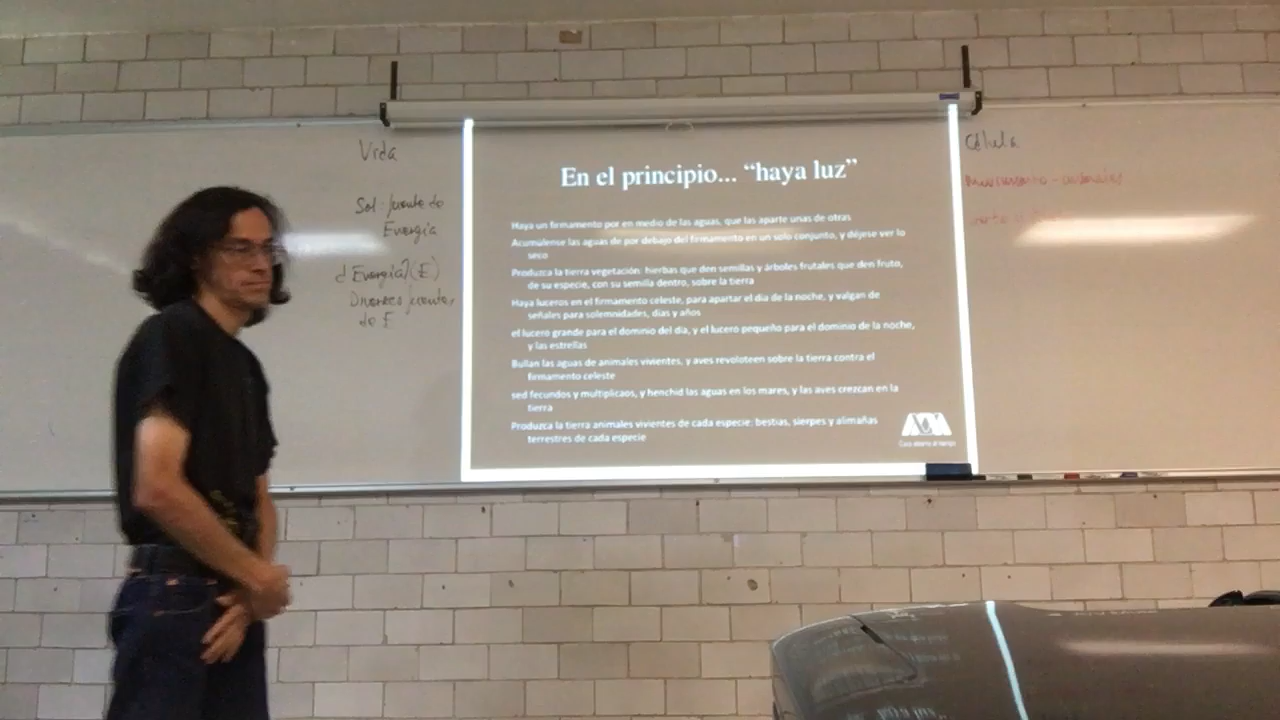 Vida
Sol: fuente de
Energía
¿Energía? (E)
Diversas fuentes
de E
En el principio... “haya luz”
Haya un firmamento por en medio de las aguas, que las aparte unas de otras
Acumúlense las aguas de por debajo del firmamento en un solo conjunto, y déjese ver lo
seco
Produzca la tierra vegetación: hierbas que den semillas y árboles frutales que den fruto,
de su especie, con su semilla dentro, sobre la tierra
Haya luceros en el firmamento celeste, para apartar el día de la noche, y valgan de
señales para solemnidades, días y años
el lucero grande para el dominio del día, y el lucero pequeño para el dominio de la noche,
y las estrellas
Bullan las aguas de animales vivientes, y aves revoloteen sobre la tierra contra el
firmamento celeste
sed fecundos y multiplicaos, y henchid las aguas en los mares, y las aves crezcan en la
tierra
Produzca la tierra animales vivientes de cada especie: bestias, sierpes y alimañas
terrestres de cada especie
Casa abierta al tiempo
Célula